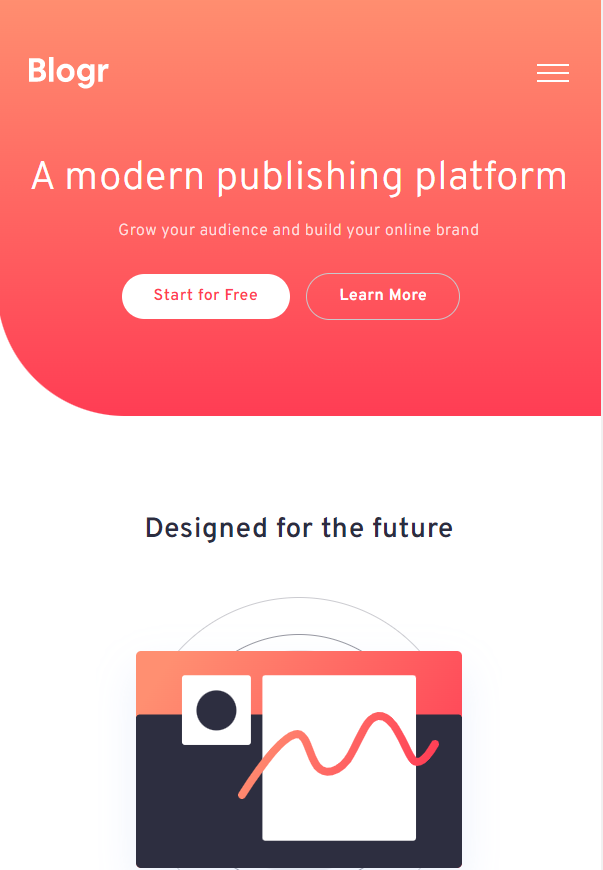 Blogr
A modern publishing platform
Grow your audience and build your online brand
Start for Free
Learn More
Designed for the future